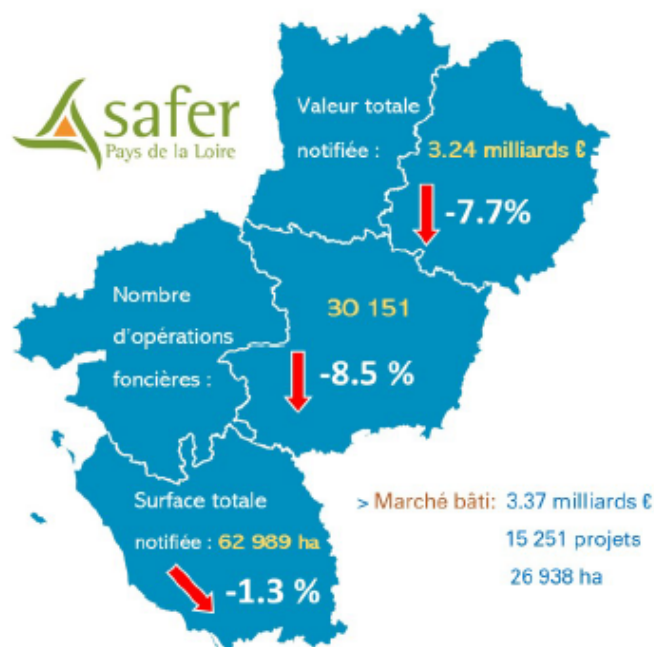 safer
Pays de la Loire
Valeur totale
notifiée : 3.24 milliards €
-7.7%
Nombre
d'opérations
foncières :
30 151
-8.5 %
Surface totale
notifiée : 62 989 ha
-1.3 %
> Marché bâti: 3.37 milliards €
15 251 projets
26 938 ha